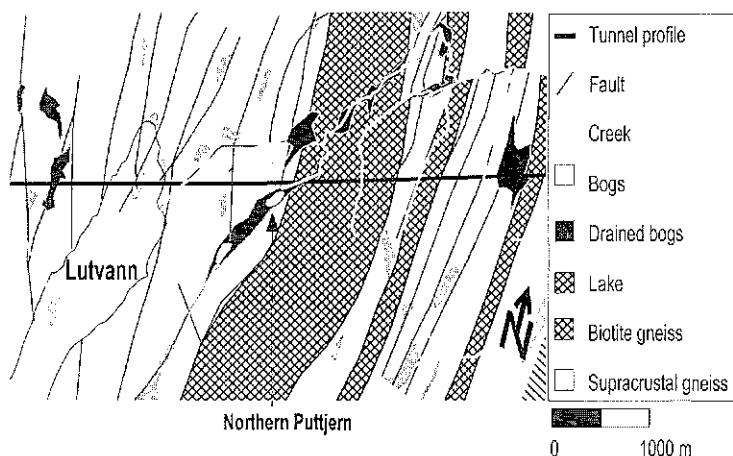 Tunnel profile
Fault
Creek
Bogs
Drained bogs
Lake
Biotite gneiss
Supracrustal gneiss
0 1000 m
Lutvann
N
Northern Puttjern